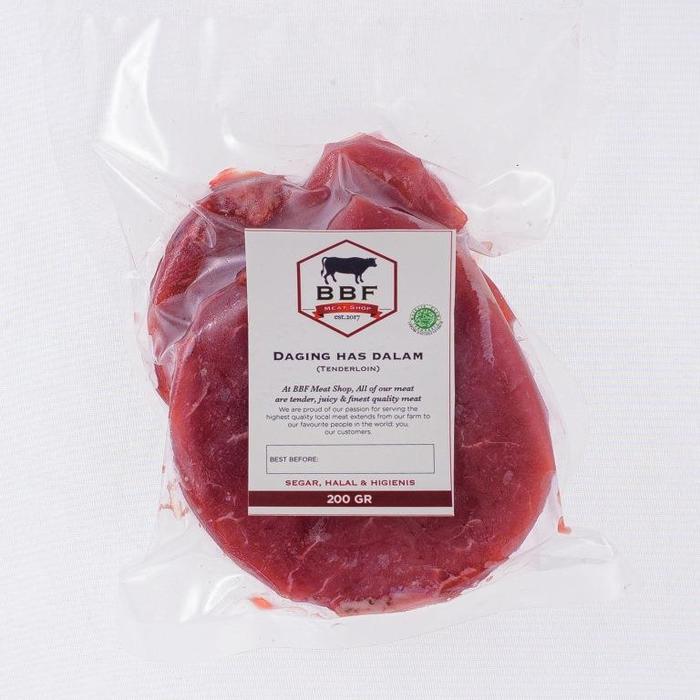 BBF
MEAT SHOP
est.2017
DAGING HAS DALAM
(TENDERLOIN)
At BBF Meat Shop, All of our meat
are tender, juicy & finest quality meat
We are proud of our passion for serving the
highest quality local meat extends from our farm to
our favourite people in the world: you,
our customers.
BEST BEFORE:
SEGAR, HALAL & HIGIENIS
200 GR